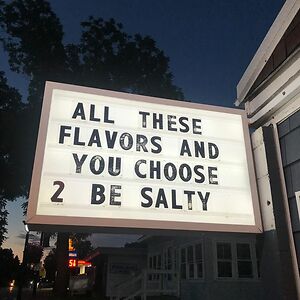 ALL THESE
FLAVORS AND
YOU CHOOSE
2 BE SALTY